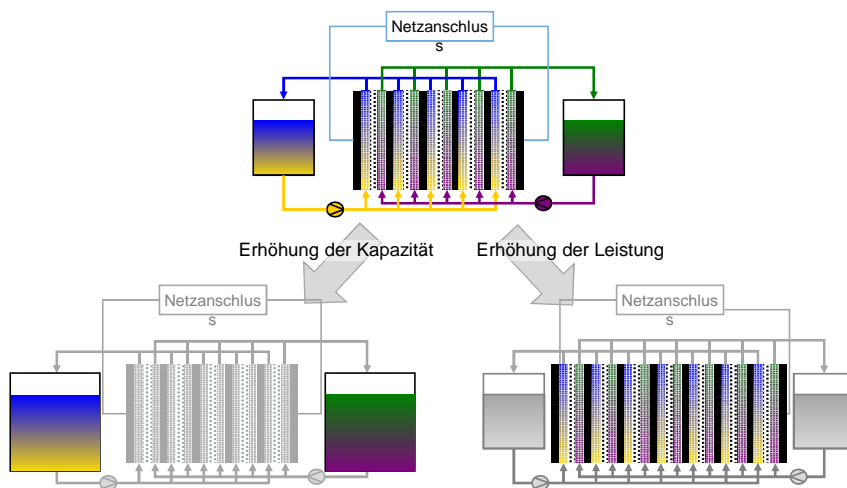 Netzanschlus
s
Erhöhung der Kapazität
Erhöhung der Leistung
Netzanschlus
s
Netzanschlus
s